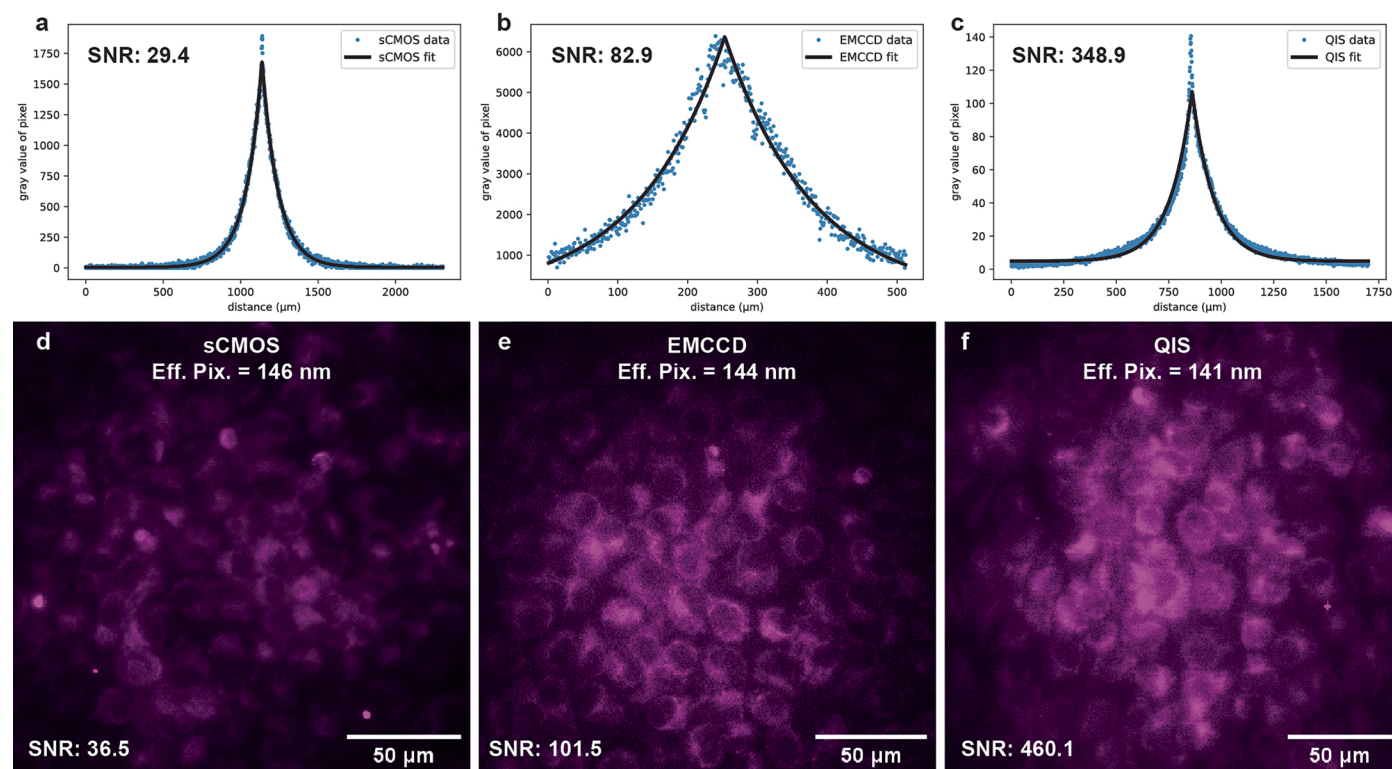 a
SNR: 29.4
sCMOS data
sCMOS fit
gray value of pixel
1750
1500
1250
1000
750
500
250
0
0 500 1000 1500 2000
distance (µm)
b
SNR: 82.9
EMCCD data
EMCCD fit
gray value of pixel
6000
5000
4000
3000
2000
1000
0 100 200 300 400 500
distance (µm)
c
SNR: 348.9
QIS data
QIS fit
gray value of pixel
140
120
100
80
60
40
20
0
0 250 500 750 1000 1250 1500 1750
distance (µm)
d
sCMOS
Eff. Pix. = 146 nm
SNR: 36.5
50 µm
e
EMCCD
Eff. Pix. = 144 nm
SNR: 101.5
50 µm
f
QIS
Eff. Pix. = 141 nm
SNR: 460.1
50 µm